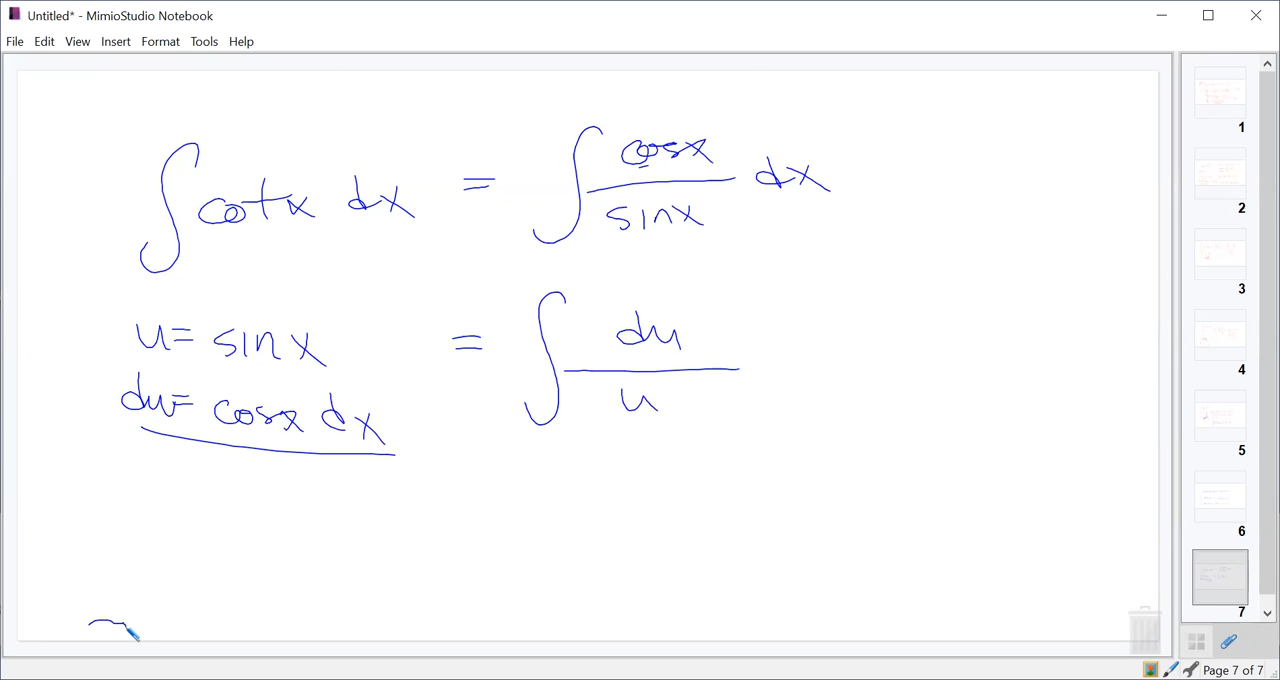 Untitled* - MimioStudio Notebook
File Edit View Insert Format Tools Help
∫ cot x dx = ∫ cosx/sinx dx
u = sinx = ∫ du/u
du = cosx dx
1
2
3
4
5
6
7
Page 7 of 7